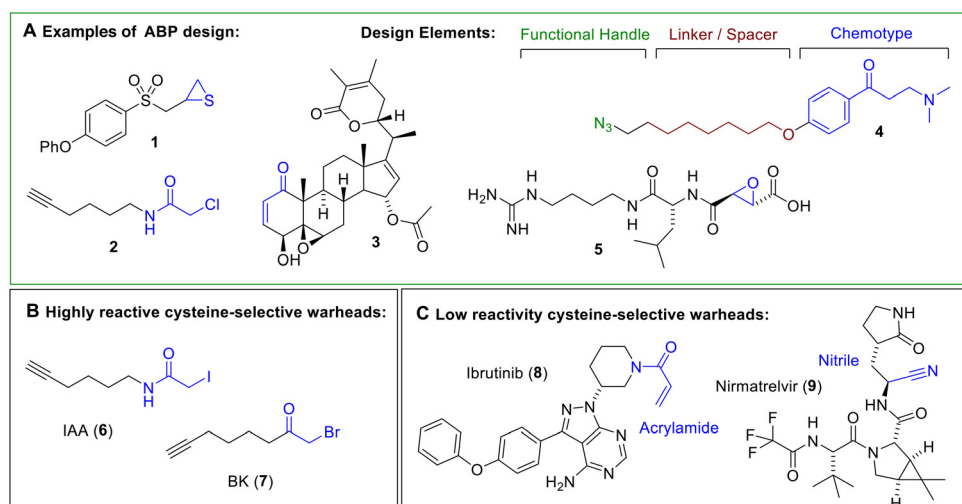 A Examples of ABP design:
Design Elements:
Functional Handle
Linker / Spacer
Chemotype
O O
S
S
PhO
1
O
N
H
Cl
2
O
O
O
H
O
OH
O
O
3
N3
O
O
N
4
H2N
NH
H
N
N
H
O
H
N
O
O
O
OH
5
B Highly reactive cysteine-selective warheads:
O
N
H
I
IAA (6)
O
Br
BK (7)
C Low reactivity cysteine-selective warheads:
Ibrutinib (8)
N
O
Acrylamide
N N
N
N
N
H2N
O
NH
O
Nitrile
N
Nirmatrelvir (9)
HN
O
F
F
F
H
N
O
O
N
H
H